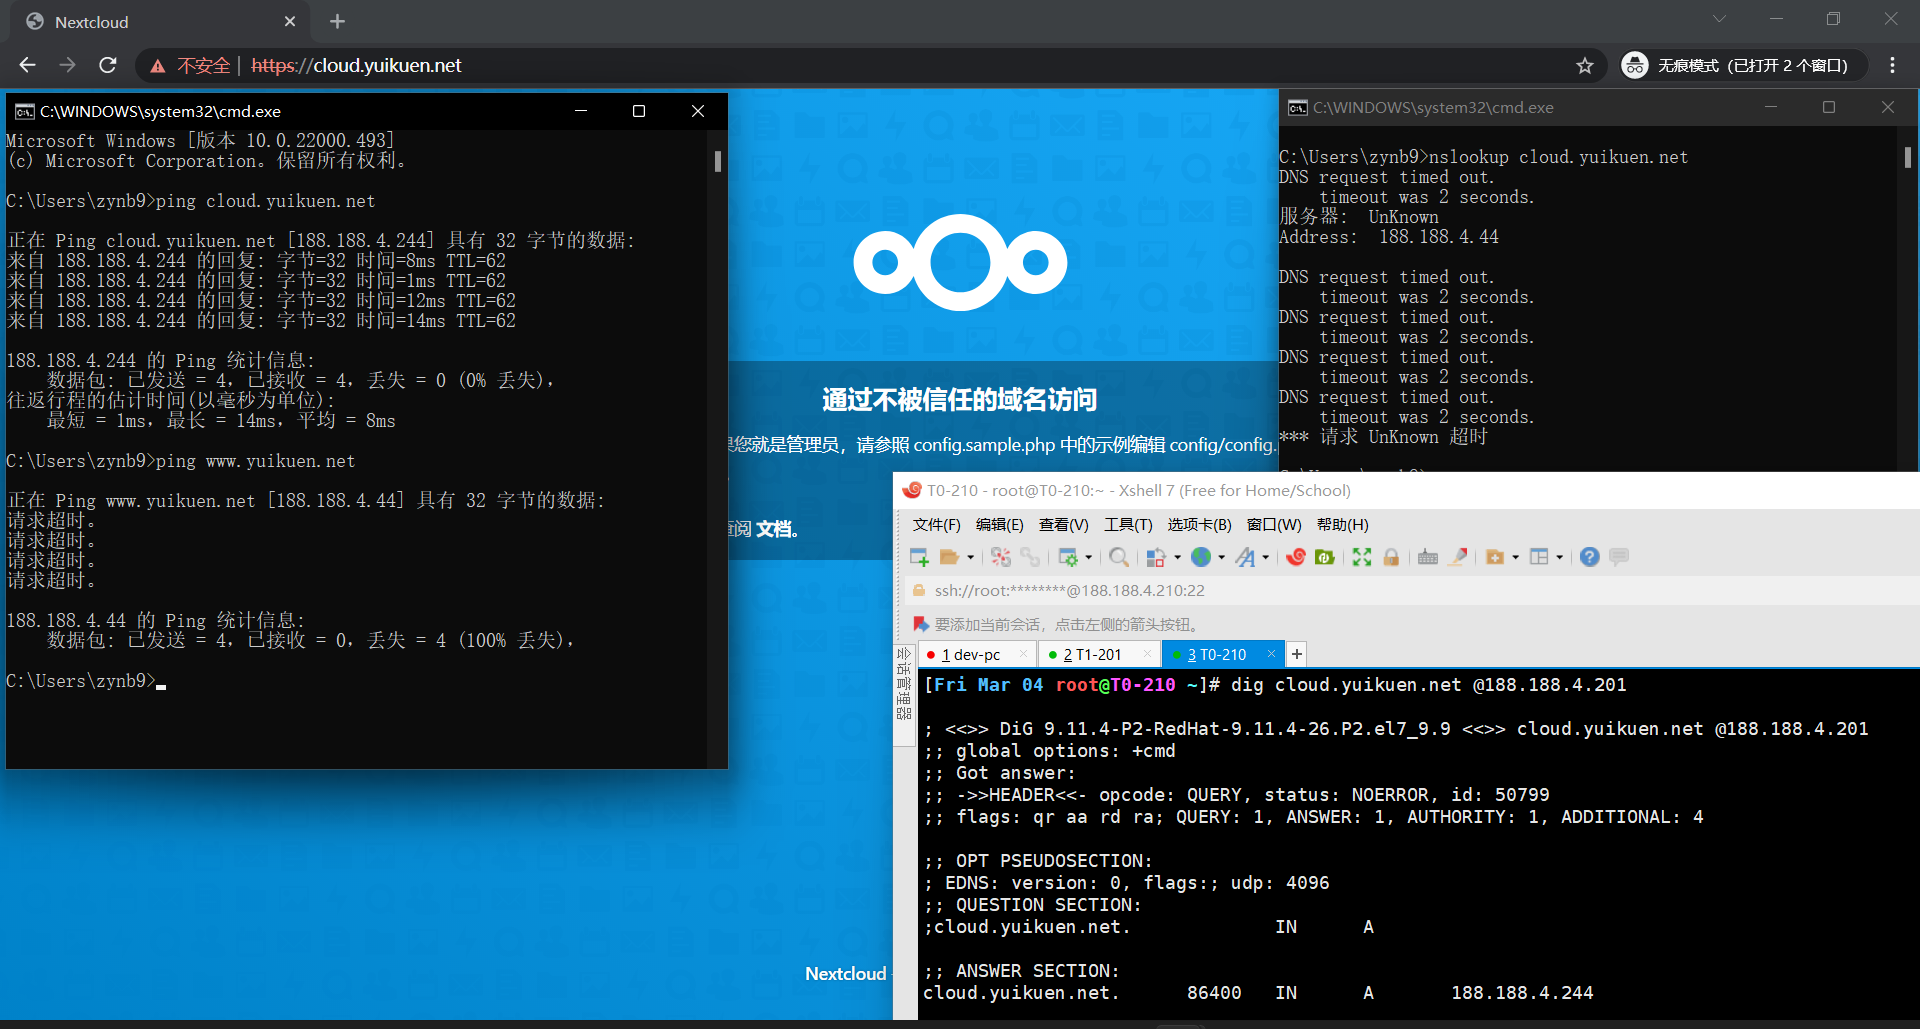 Nextcloud
不安全 | https://cloud.yuikuen.net
无痕模式 (已打开 2 个窗口)
C:\WINDOWS\system32\cmd.exe
Microsoft Windows [版本 10.0.22000.493]
(c) Microsoft Corporation。保留所有权利。
C:\Users\zynb9>ping cloud.yuikuen.net
正在 Ping cloud.yuikuen.net [188.188.4.244] 具有 32 字节的数据:
来自 188.188.4.244 的回复: 字节=32 时间=8ms TTL=62
来自 188.188.4.244 的回复: 字节=32 时间=1ms TTL=62
来自 188.188.4.244 的回复: 字节=32 时间=12ms TTL=62
来自 188.188.4.244 的回复: 字节=32 时间=14ms TTL=62
188.188.4.244 的 Ping 统计信息:
数据包: 已发送 = 4，已接收 = 4，丢失 = 0 (0% 丢失)，
往返行程的估计时间(以毫秒为单位):
最短 = 1ms，最长 = 14ms，平均 = 8ms
C:\Users\zynb9>ping www.yuikuen.net
正在 Ping www.yuikuen.net [188.188.4.44] 具有 32 字节的数据:
请求超时。
请求超时。
请求超时。
请求超时。
188.188.4.44 的 Ping 统计信息:
数据包: 已发送 = 4，已接收 = 0，丢失 = 4 (100% 丢失)，
C:\Users\zynb9>
通过不被信任的域名访问
您就是管理员，请参照 config.sample.php 中的示例编辑 config/config.
阅 文档。
Nextcloud
C:\WINDOWS\system32\cmd.exe
C:\Users\zynb9>nslookup cloud.yuikuen.net
DNS request timed out.
timeout was 2 seconds.
服务器:  UnKnown
Address:  188.188.4.44
DNS request timed out.
timeout was 2 seconds.
DNS request timed out.
timeout was 2 seconds.
DNS request timed out.
timeout was 2 seconds.
DNS request timed out.
timeout was 2 seconds.
*** 请求 UnKnown 超时
T0-210 - root@T0-210:~ - Xshell 7 (Free for Home/School)
文件(F) 编辑(E) 查看(V) 工具(T) 选项卡(B) 窗口(W) 帮助(H)
ssh://root:********@188.188.4.210:22
要添加当前会话，点击左侧的箭头按钮。
会话管理器
1 dev-pc
2 T1-201
3 T0-210
[Fri Mar 04 root@T0-210 ~]# dig cloud.yuikuen.net @188.188.4.201
; <<>> DiG 9.11.4-P2-RedHat-9.11.4-26.P2.el7_9.9 <<>> cloud.yuikuen.net @188.188.4.201
;; global options: +cmd
;; Got answer:
;; ->>HEADER<<- opcode: QUERY, status: NOERROR, id: 50799
;; flags: qr aa rd ra; QUERY: 1, ANSWER: 1, AUTHORITY: 1, ADDITIONAL: 4
;; OPT PSEUDOSECTION:
; EDNS: version: 0, flags:; udp: 4096
;; QUESTION SECTION:
;cloud.yuikuen.net. IN A
;; ANSWER SECTION:
cloud.yuikuen.net. 86400 IN A 188.188.4.244